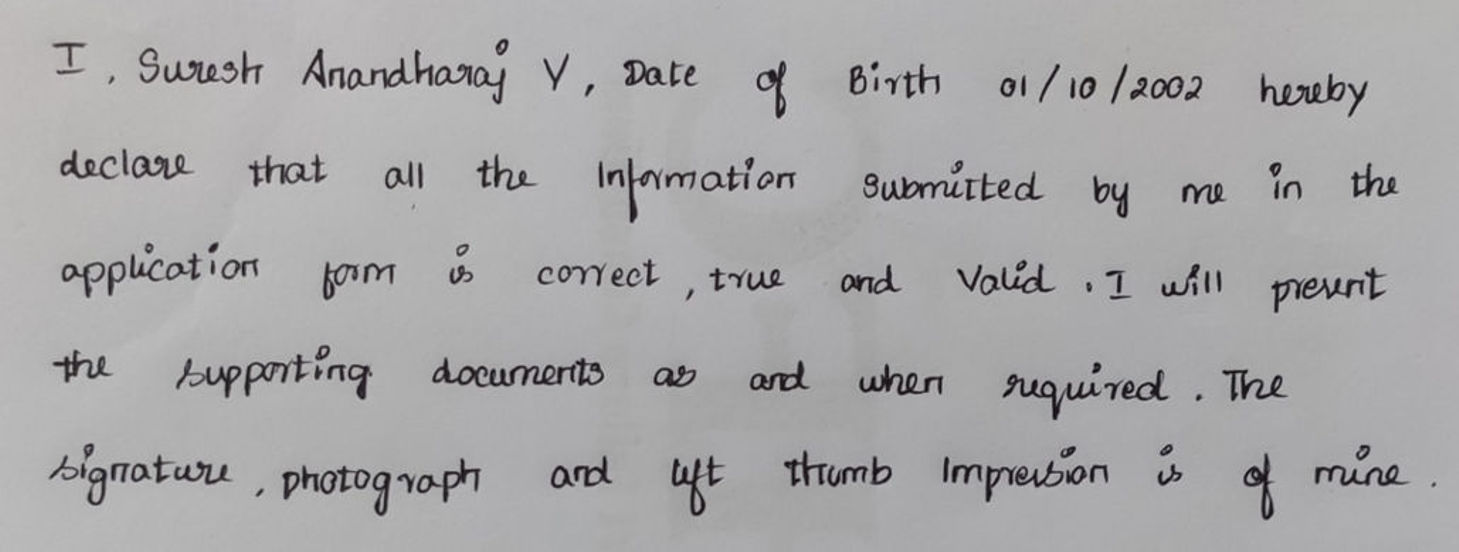 I, Suresh Anandharaj Y, Date of Birth 01/10/2002 hereby
declare that all the Information submitted by me in the
application form is correct, true and Valid. I will present
the supporting documents as and when required. The
signature, photograph and left thumb Impression is of mine.